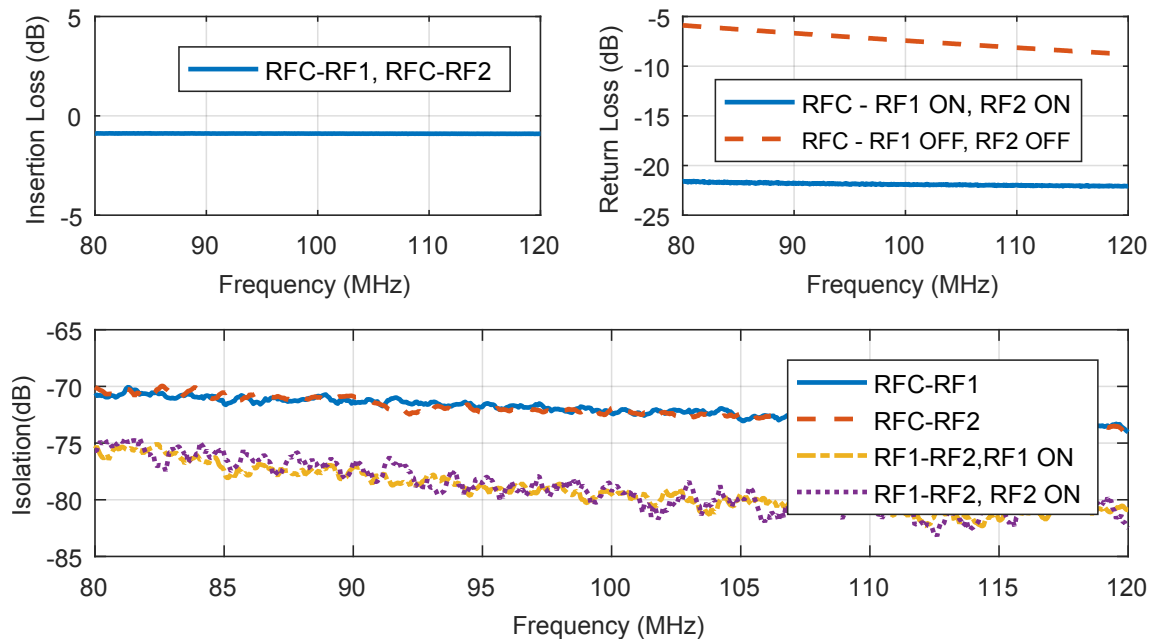 5
0
-5
Insertion Loss (dB)
RFC-RF1, RFC-RF2
80 90 100 110 120
Frequency (MHz)
-5
-10
-15
-20
-25
Return Loss (dB)
RFC - RF1 ON, RF2 ON
RFC - RF1 OFF, RF2 OFF
80 90 100 110 120
Frequency (MHz)
-65
-70
-75
-80
-85
Isolation(dB)
RFC-RF1
RFC-RF2
RF1-RF2,RF1 ON
RF1-RF2, RF2 ON
80 85 90 95 100 105 110 115 120
Frequency (MHz)